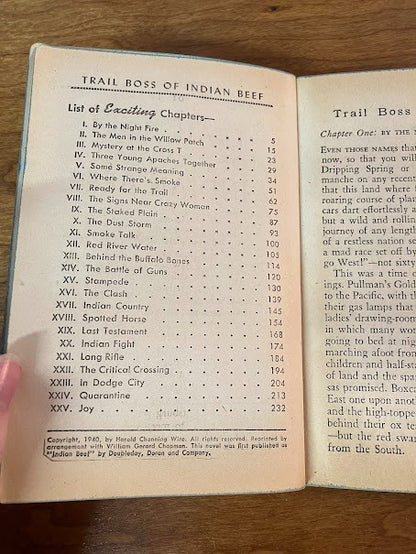 TRAIL BOSS OF INDIAN BEEF
List of Exciting Chapters—
I. By the Night Fire . . . . . . 5
II. The Men in the Willow Patch . . . . 15
III. Mystery at the Cross T . . . . . 23
IV. Three Young Apaches Together . . . . 29
V. Some Strange Meaning . . . . . 34
VI. Where There's Smoke . . . . . 51
VII. Ready for the Trail . . . . . . 62
VIII. The Signs Near Crazy Woman . . . . 75
IX. The Staked Plain . . . . . . 87
X. The Dust Storm . . . . . . 93
XI. Smoke Talk . . . . . . . 100
XII. Red River Water . . . . . . 105
XIII. Behind the Buffalo Bones . . . . . 114
XIV. The Battle of Guns . . . . . . 120
XV. Stampede . . . . . . . 130
XVI. The Clash . . . . . . . 139
XVII. Indian Country . . . . . . 145
XVIII. Spotted Horse . . . . . . 154
XIX. Last Testament . . . . . . 168
XX. Indian Fight . . . . . . . 174
XXI. Long Rifle . . . . . . . 184
XXII. The Critical Crossing . . . . . 194
XXIII. In Dodge City . . . . . . 204
XXIV. Quarantine . . . . . . . 213
XXV. Joy . . . . . . . . 232
Copyright, 1940, by Harold Channing Wire. All rights reserved. Reprinted by
arrangement with William Gerard Chapman. This novel was first published as
"Indian Beef" by Doubleday, Doran and Company.
Trail Boss
Chapter One: BY THE
EVEN THOSE NAMES that
now, so that you will
Dripping Spring or
manche on any recent
that this land where
roaring course of plain
cars dart effortlessly a
but a wild and rolling
journey of any length
of a restless nation se
a mad race set off by
go West!"—not sixty
This was a time o
ings. Pullman's Gold
to the Pacific, with th
their gas lamps that
ladies' drawing-room
in which many wom
going to bed at nigh
marching afoot from
children and half-sta
of land and the spa
sas promised. Boxca
East one upon anot
and the high-toppe
behind their ox te
—but the red swar
from the South.